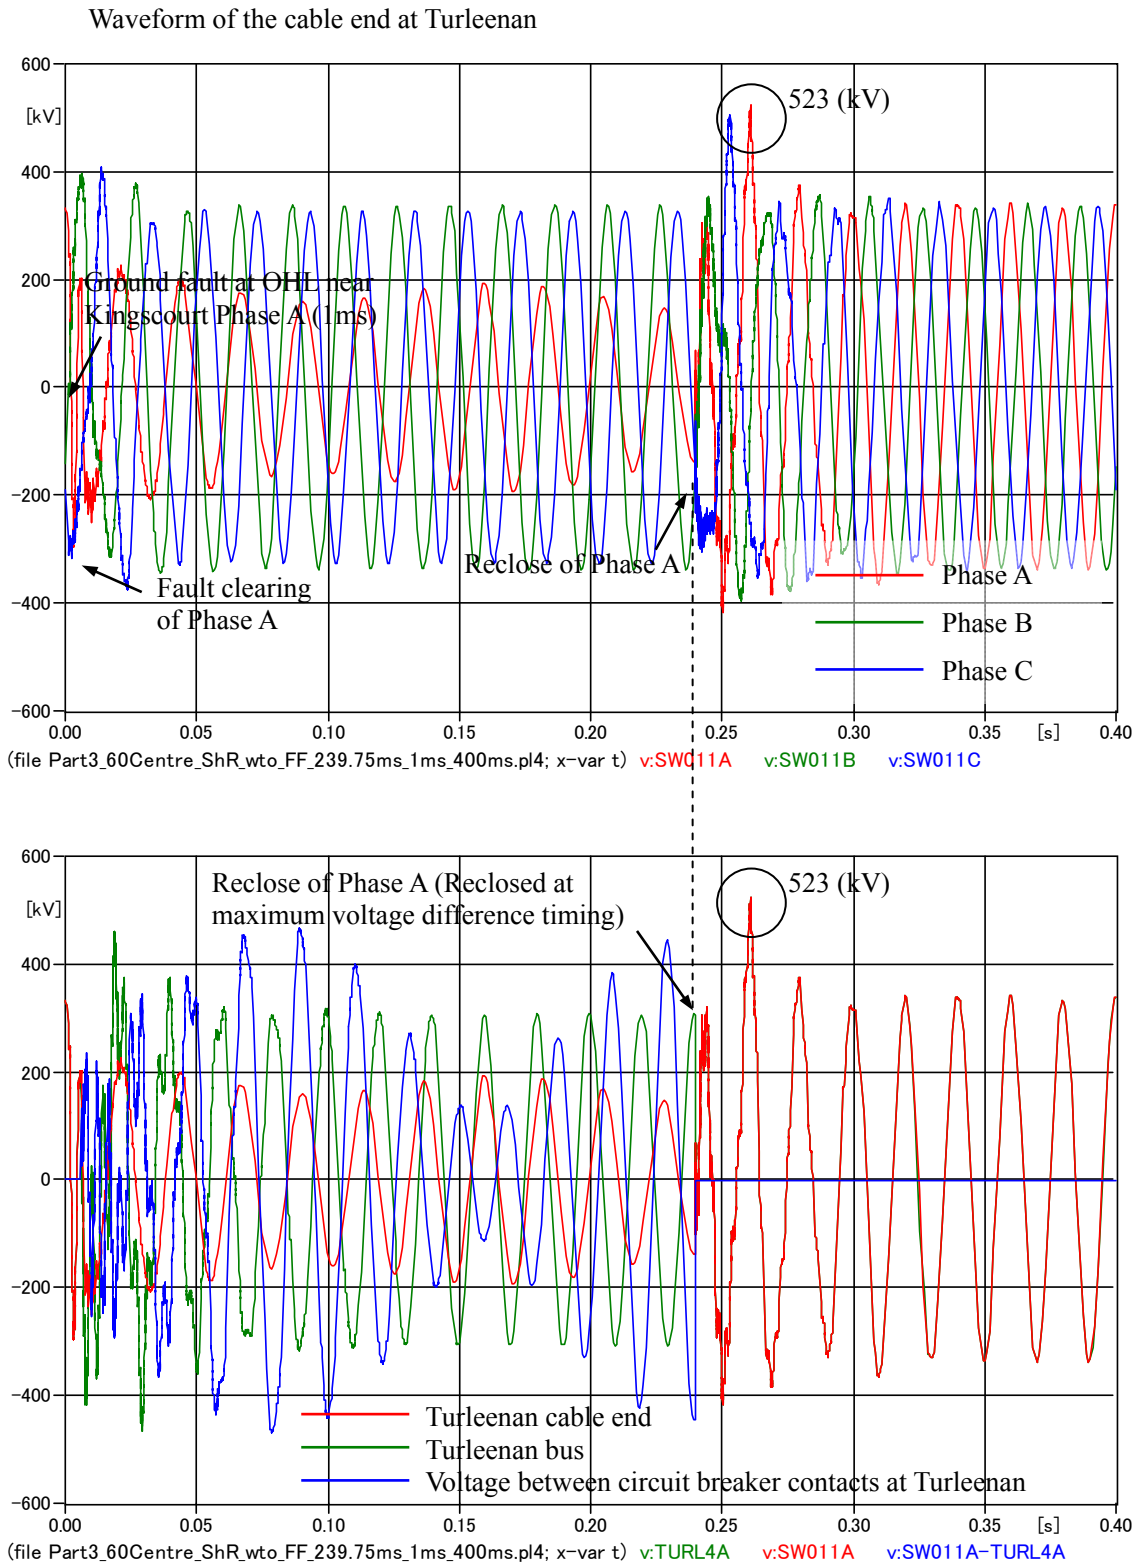 Waveform of the cable end at Turleenan
600
[kV]
523 (kV)
400
200
Ground fault at OHL near
Kingscourt Phase A (1ms)
0
-200
Reclose of Phase A
Fault clearing
of Phase A
Phase A
-400
Phase B
Phase C
-600
0.00 0.05 0.10 0.15 0.20 0.25 0.30 0.35 [s] 0.40
(file Part3_60Centre_ShR_wto_FF_239.75ms_1ms_400ms.pl4; x-var t) v:SW011A v:SW011B v:SW011C
600
Reclose of Phase A (Reclosed at
maximum voltage difference timing)
523 (kV)
[kV]
400
200
0
-200
-400
Turleenan cable end
Turleenan bus
Voltage between circuit breaker contacts at Turleenan
-600
0.00 0.05 0.10 0.15 0.20 0.25 0.30 0.35 [s] 0.40
(file Part3_60Centre_ShR_wto_FF_239.75ms_1ms_400ms.pl4; x-var t) v:TURL4A v:SW011A v:SW011A-TURL4A